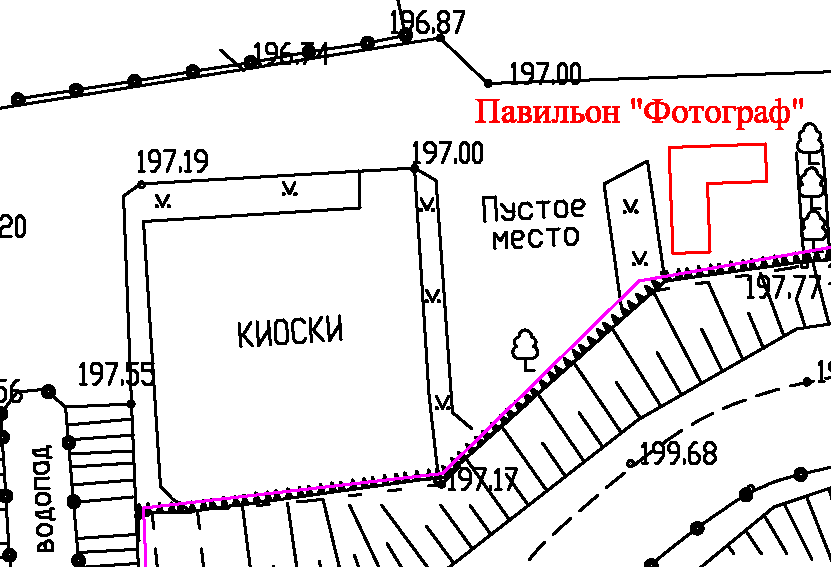 196.87
196.74
197.00
Павильон "Фотограф"
197.19
197.00
Пустое
место
20
197.77
КИОСКИ
197.55
56
199.68
197.17
ВОДОПАД